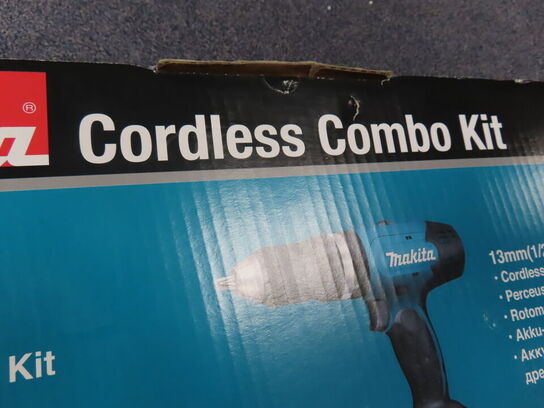 a®
Cordless Combo Kit
makita
13mm(1/2
· Cordless
· Perceus
· Rotom
· Akku-
· Акку
дре
Kit